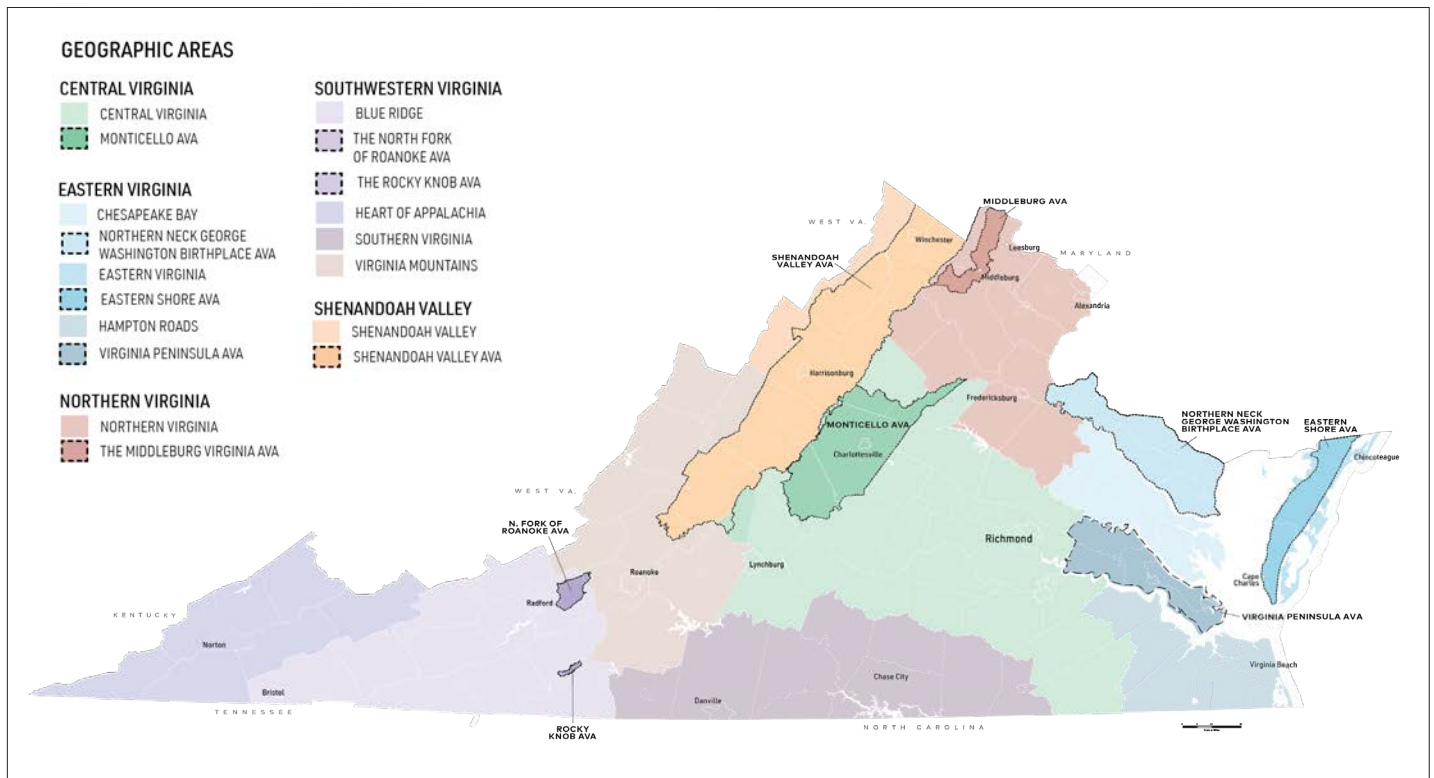 GEOGRAPHIC AREAS
CENTRAL VIRGINIA
CENTRAL VIRGINIA
MONTICELLO AVA
EASTERN VIRGINIA
CHESAPEAKE BAY
NORTHERN NECK GEORGE
WASHINGTON BIRTHPLACE AVA
EASTERN VIRGINIA
EASTERN SHORE AVA
HAMPTON ROADS
VIRGINIA PENINSULA AVA
NORTHERN VIRGINIA
NORTHERN VIRGINIA
THE MIDDLEBURG VIRGINIA AVA
SOUTHWESTERN VIRGINIA
BLUE RIDGE
THE NORTH FORK
OF ROANOKE AVA
THE ROCKY KNOB AVA
HEART OF APPALACHIA
SOUTHERN VIRGINIA
VIRGINIA MOUNTAINS
SHENANDOAH VALLEY
SHENANDOAH VALLEY
SHENANDOAH VALLEY AVA
MIDDLEBURG AVA
WEST VA.
Winchester
Leesburg
MARYLAND
SHENANDOAH
VALLEY AVA
Middleburg
Alexandria
Harrisonburg
Fredericksburg
MONTICELLO AVA
Charlottesville
NORTHERN NECK
GEORGE WASHINGTON
BIRTHPLACE AVA
EASTERN
SHORE AVA
Chincoteague
WEST VA.
N. FORK OF
ROANOKE AVA
Richmond
Roanoke
Lynchburg
Cape
Charles
Radford
KENTUCKY
VIRGINIA PENINSULA AVA
Norton
Virginia Beach
Bristol
Chase City
Danville
TENNESSEE
ROCKY
KNOB AVA
NORTH CAROLINA